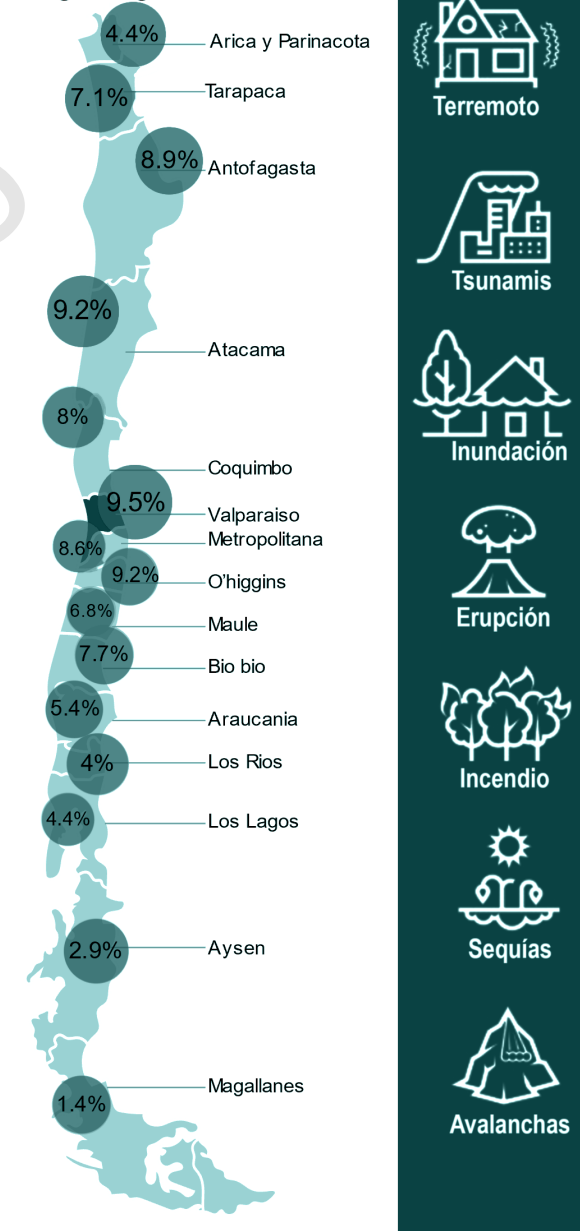 4.4%
Arica y Parinacota
7.1%
Tarapaca
8.9%
Antofagasta
9.2%
Atacama
8%
Coquimbo
9.5%
Valparaiso
8.6%
Metropolitana
9.2%
O'higgins
6.8%
Maule
7.7%
Bio bio
5.4%
Araucania
4%
Los Rios
4.4%
Los Lagos
2.9%
Aysen
1.4%
Magallanes
Terremoto
Tsunamis
Inundación
Erupción
Incendio
Sequías
Avalanchas